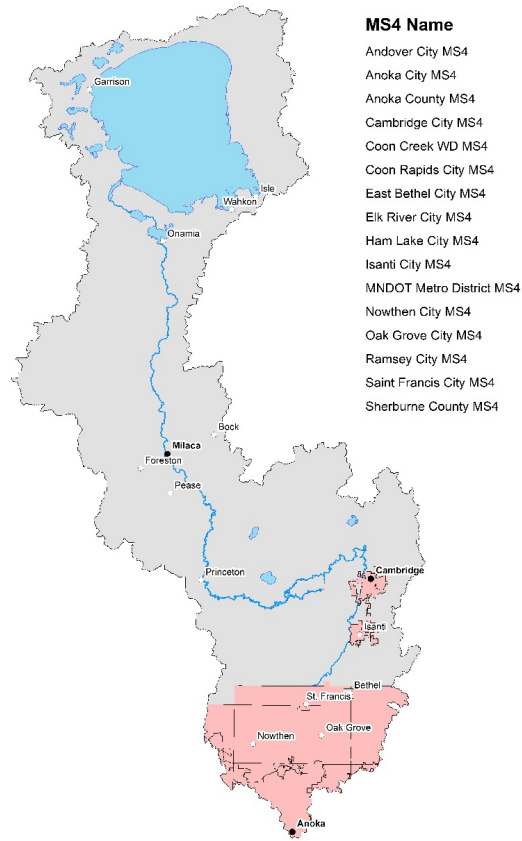 MS4 Name
Andover City MS4
Anoka City MS4
Anoka County MS4
Cambridge City MS4
Coon Creek WD MS4
Coon Rapids City MS4
East Bethel City MS4
Elk River City MS4
Ham Lake City MS4
Isanti City MS4
MNDOT Metro District MS4
Nowthen City MS4
Oak Grove City MS4
Ramsey City MS4
Saint Francis City MS4
Sherburne County MS4
Garrison
Isle
Wahkon
Onamia
Bock
Milaca
Foreston
Pease
Princeton
Cambridge
Isanti
Bethel
St. Francis
Oak Grove
Nowthen
Anoka